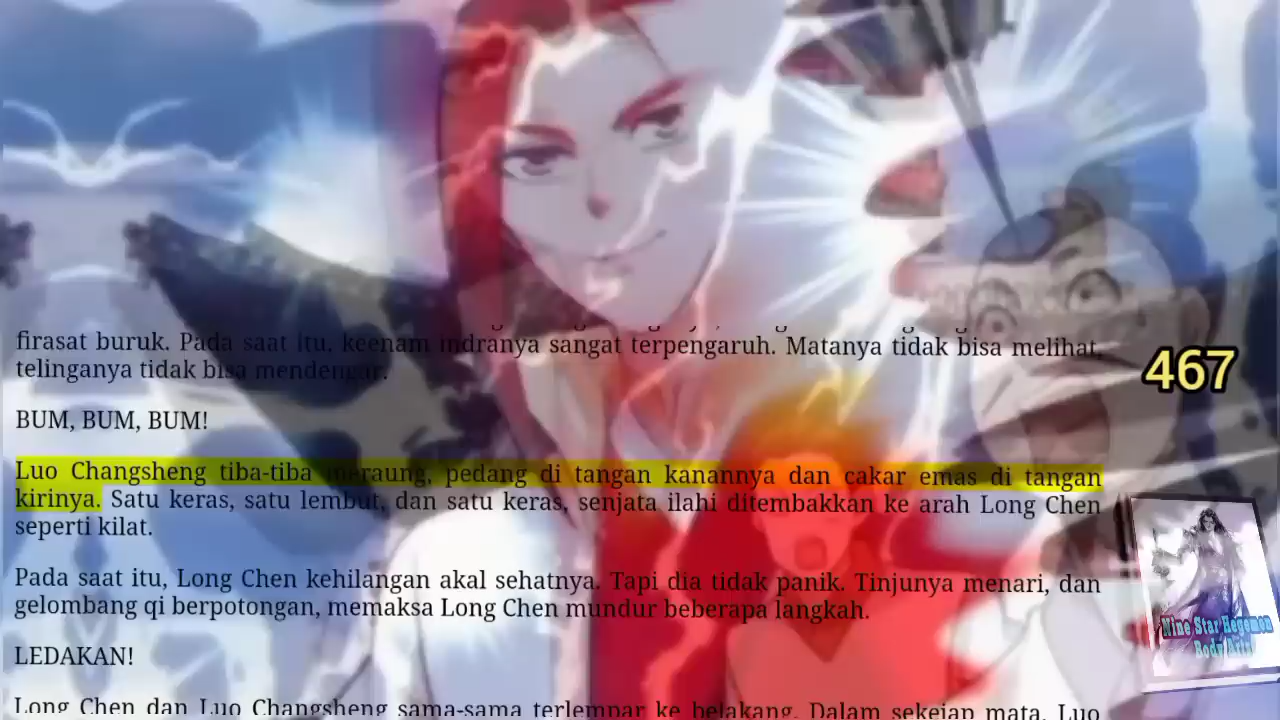 firasat buruk. Pada saat itu, keenam indranya sangat terpengaruh. Matanya tidak bisa melihat,
telinganya tidak bisa mendengar.
BUM, BUM, BUM!
467
Luo Changsheng tiba-tiba meraung, pedang di tangan kanannya dan cakar emas di tangan
kirinya. Satu keras, satu lembut, dan satu keras, senjata ilahi ditembakkan ke arah Long Chen
seperti kilat.
Pada saat itu, Long Chen kehilangan akal sehatnya. Tapi dia tidak panik. Tinjunya menari, dan
gelombang qi berpotongan, memaksa Long Chen mundur beberapa langkah.
Nine Star Hegemon
Body Arts
LEDAKAN!
Long Chen dan Luo Changsheng sama-sama terlempar ke belakang. Dalam sekejap mata, Luo